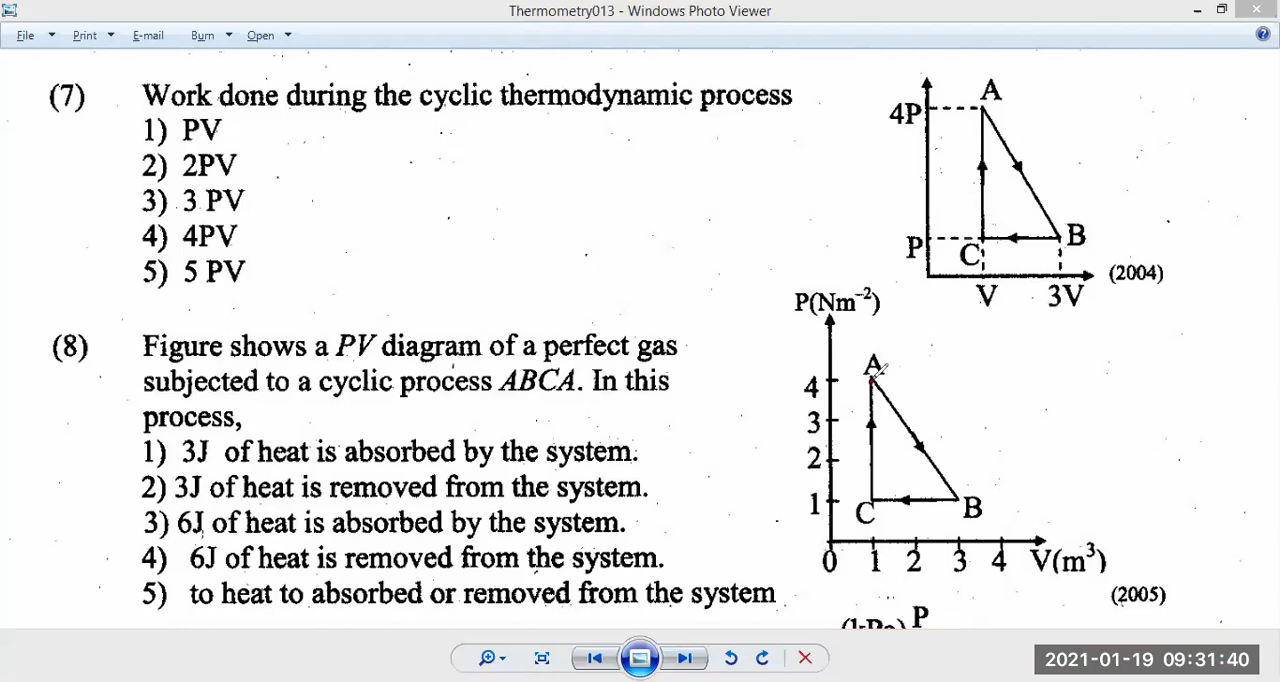 Thermometry013 - Windows Photo Viewer
File Print Burn E-mail Open
(7) Work done during the cyclic thermodynamic process
1) PV
2) 2PV
3) 3 PV
4) 4PV
5) 5 PV
A
4P
P
C
B
V 3V
(2004)
(8) Figure shows a PV diagram of a perfect gas
subjected to a cyclic process ABCA. In this
process,
1) 3J of heat is absorbed by the system.
2) 3J of heat is removed from the system.
3) 6J of heat is absorbed by the system.
4) 6J of heat is removed from the system.
5) to heat to absorbed or removed from the system
P(Nm⁻²)
A
4
3
2
1
C
B
0 1 2 3 4 V(m³)
(2005)
(kPa) P
2021-01-19 09:31:40